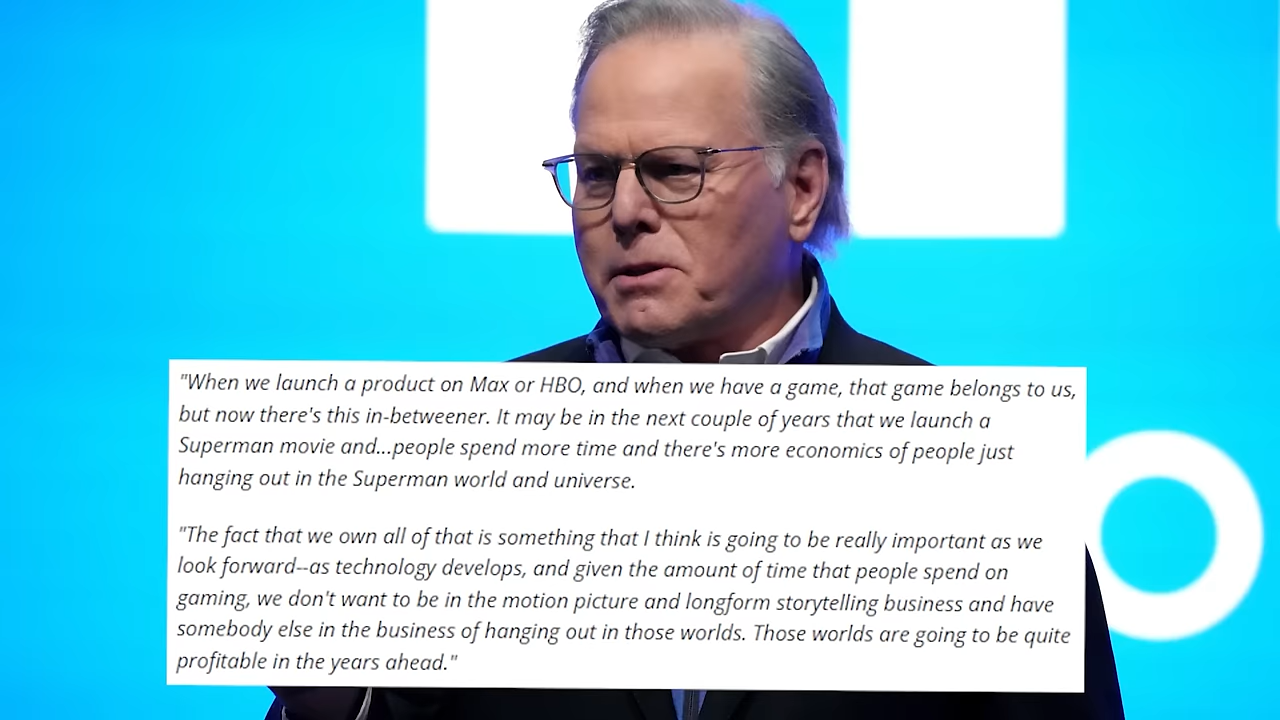 "When we launch a product on Max or HBO, and when we have a game, that game belongs to us,
but now there's this in-betweener. It may be in the next couple of years that we launch a
Superman movie and...people spend more time and there's more economics of people just
hanging out in the Superman world and universe.
"The fact that we own all of that is something that I think is going to be really important as we
look forward--as technology develops, and given the amount of time that people spend on
gaming, we don't want to be in the motion picture and longform storytelling business and have
somebody else in the business of hanging out in those worlds. Those worlds are going to be quite
profitable in the years ahead."